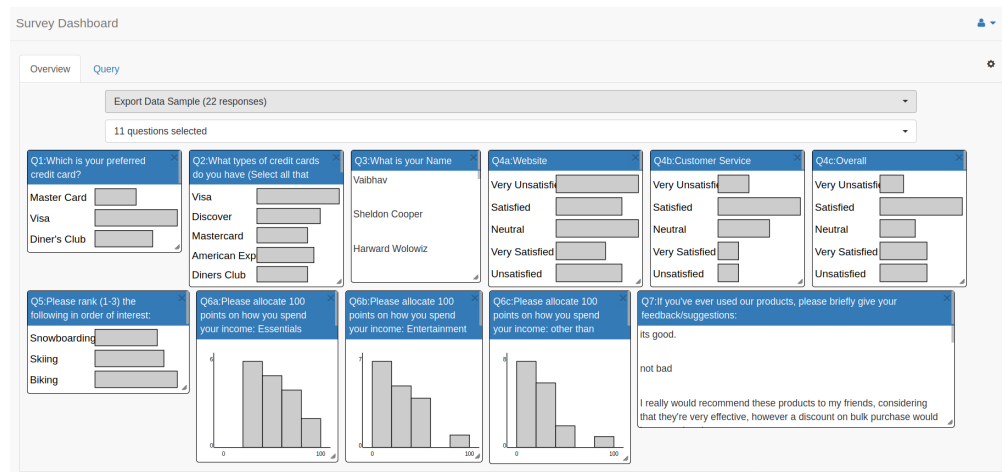 Survey Dashboard
Overview
Query
Export Data Sample (22 responses)
11 questions selected
Q1:Which is your preferred
credit card?
Master Card
Visa
Diner's Club
Q2:What types of credit cards
do you have (Select all that
Visa
Discover
Mastercard
American Exp
Diners Club
Q3:What is your Name
Vaibhav
Sheldon Cooper
Harward Wolowiz
Q4a:Website
Very Unsatisfi
Satisfied
Neutral
Very Satisfied
Unsatisfied
Q4b:Customer Service
Very Unsatisfi
Satisfied
Neutral
Very Satisfied
Unsatisfied
Q4c:Overall
Very Unsatisfi
Satisfied
Neutral
Very Satisfied
Unsatisfied
Q5:Please rank (1-3) the
following in order of interest:
Snowboarding
Skiing
Biking
Q6a:Please allocate 100
points on how you spend
your income: Essentials
6
0
0 100
Q6b:Please allocate 100
points on how you spend
your income: Entertainment
7
0
0 100
Q6c:Please allocate 100
points on how you spend
your income: other than
8
0
0 100
Q7:If you've ever used our products, please briefly give your
feedback/suggestions:
its good.
not bad
I really would recommend these products to my friends, considering
that they're very effective, however a discount on bulk purchase would